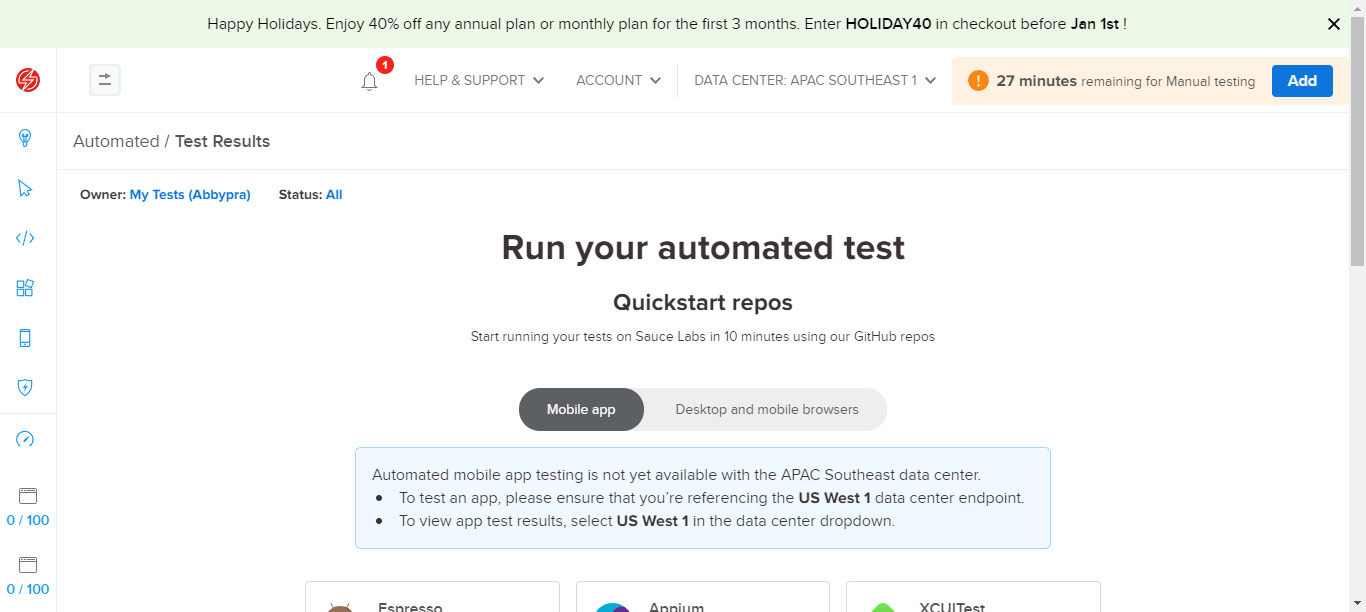 Happy Holidays. Enjoy 40% off any annual plan or monthly plan for the first 3 months. Enter HOLIDAY40 in checkout before Jan 1st !
1
HELP & SUPPORT
ACCOUNT
DATA CENTER: APAC SOUTHEAST 1
27 minutes remaining for Manual testing
Add
Automated / Test Results
Owner: My Tests (Abbypra)
Status: All
Run your automated test
Quickstart repos
Start running your tests on Sauce Labs in 10 minutes using our GitHub repos
Mobile app
Desktop and mobile browsers
Automated mobile app testing is not yet available with the APAC Southeast data center.
• To test an app, please ensure that you’re referencing the US West 1 data center endpoint.
• To view app test results, select US West 1 in the data center dropdown.
0 / 100
0 / 100
Espresso
Appium
XCUITest